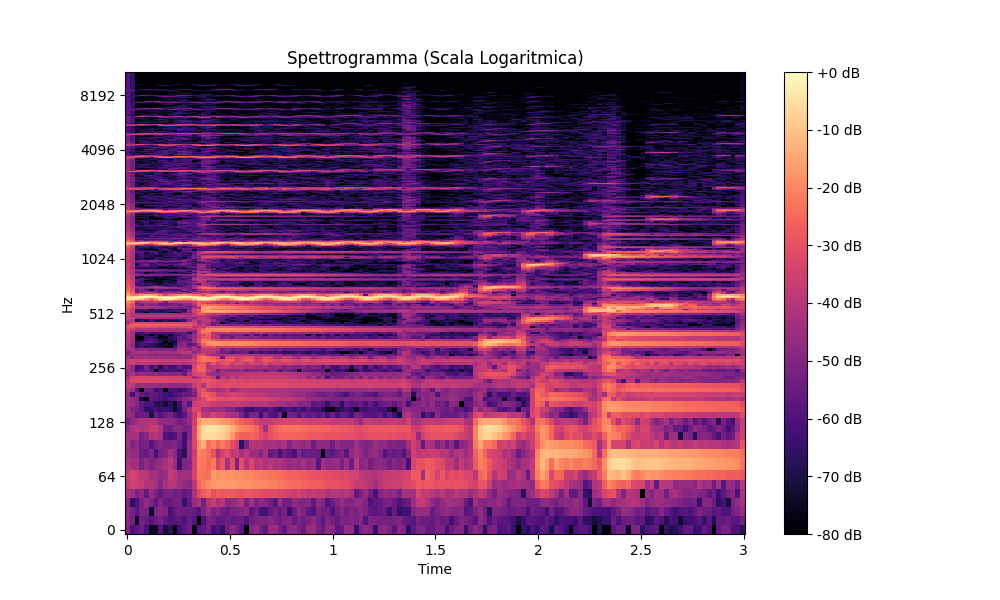 Spettrogramma (Scala Logaritmica)
Hz
8192
4096
2048
1024
512
256
128
64
0
0 0.5 1 1.5 2 2.5 3
Time
+0 dB
-10 dB
-20 dB
-30 dB
-40 dB
-50 dB
-60 dB
-70 dB
-80 dB